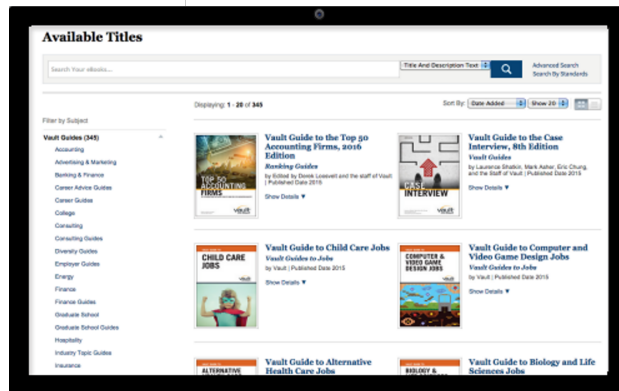 Available Titles
Search Your eBooks...
Title And Description Text
Advanced Search
Search By Standards
Displaying: 1 - 20 of 345
Sort By: Date Added Show 20
Filter by Subject
Vault Guides (345)
Accounting
Advertising & Marketing
Banking & Finance
Career Advice Guides
Career Guides
College
Consulting
Consulting Guides
Diversity Guides
Employer Guides
Energy
Finance
Finance Guides
Graduate School
Graduate School Guides
Hospitality
Industry Topic Guides
Insurance
TOP 50
ACCOUNTING
FIRMS
Vault Guide to the Top 50
Accounting Firms, 2016
Edition
Ranking Guides
by Edited by Derek Loosvelt and the staff of Vault
| Published Date 2015
Show Details ▼
CASE
INTERVIEW
Vault Guide to the Case
Interview, 8th Edition
Vault Guides
by Laurence Shatkin, Mark Asher, Eric Chung,
and the Staff of Vault | Published Date 2015
Show Details ▼
CHILD CARE
JOBS
Vault Guide to Child Care Jobs
Vault Guides to Jobs
by Vault | Published Date 2015
Show Details ▼
COMPUTER &
VIDEO GAME
DESIGN JOBS
Vault Guide to Computer and
Video Game Design Jobs
Vault Guides to Jobs
by Vault | Published Date 2015
Show Details ▼
ALTERNATIVE
Vault Guide to Alternative
Health Care Jobs
BIOLOGY &
Vault Guide to Biology and Life
Sciences Jobs